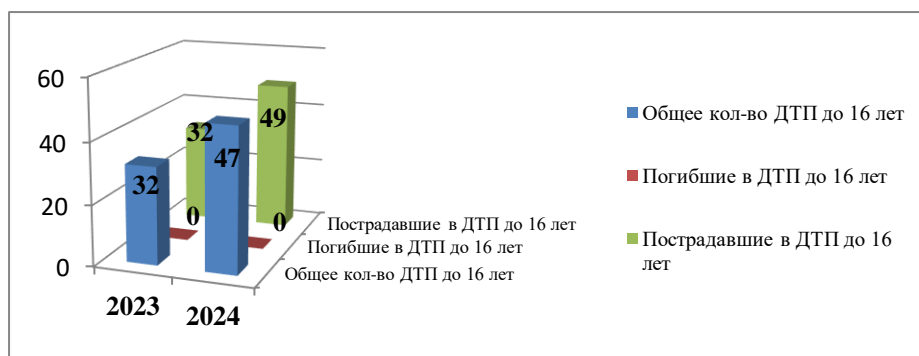 60
40
20
0
32
47
0
0
32
49
2023
2024
Пострадавшие в ДТП до 16 лет
Погибшие в ДТП до 16 лет
Общее кол-во ДТП до 16 лет
Общее кол-во ДТП до 16 лет
Погибшие в ДТП до 16 лет
Пострадавшие в ДТП до 16
лет